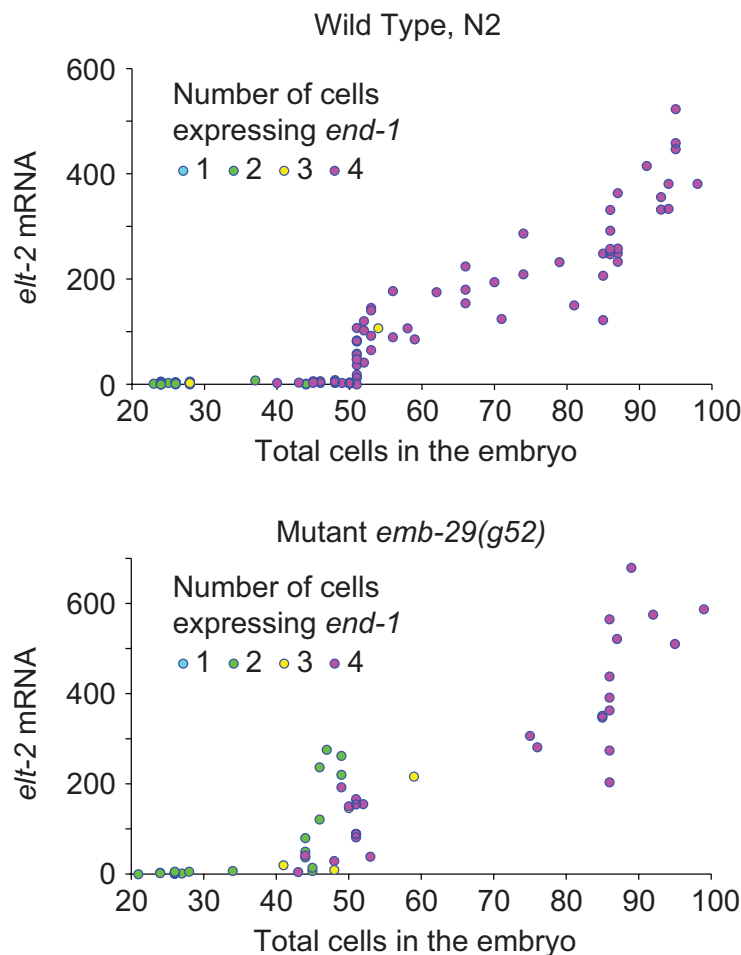 Wild Type, N2
600
Number of cells
expressing end-1
1 2 3 4
400
elt-2 mRNA
200
0
20 30 40 50 60 70 80 90 100
Total cells in the embryo
Mutant emb-29(g52)
Number of cells
600
expressing end-1
1 2 3 4
400
elt-2 mRNA
200
0
20 30 40 50 60 70 80 90 100
Total cells in the embryo